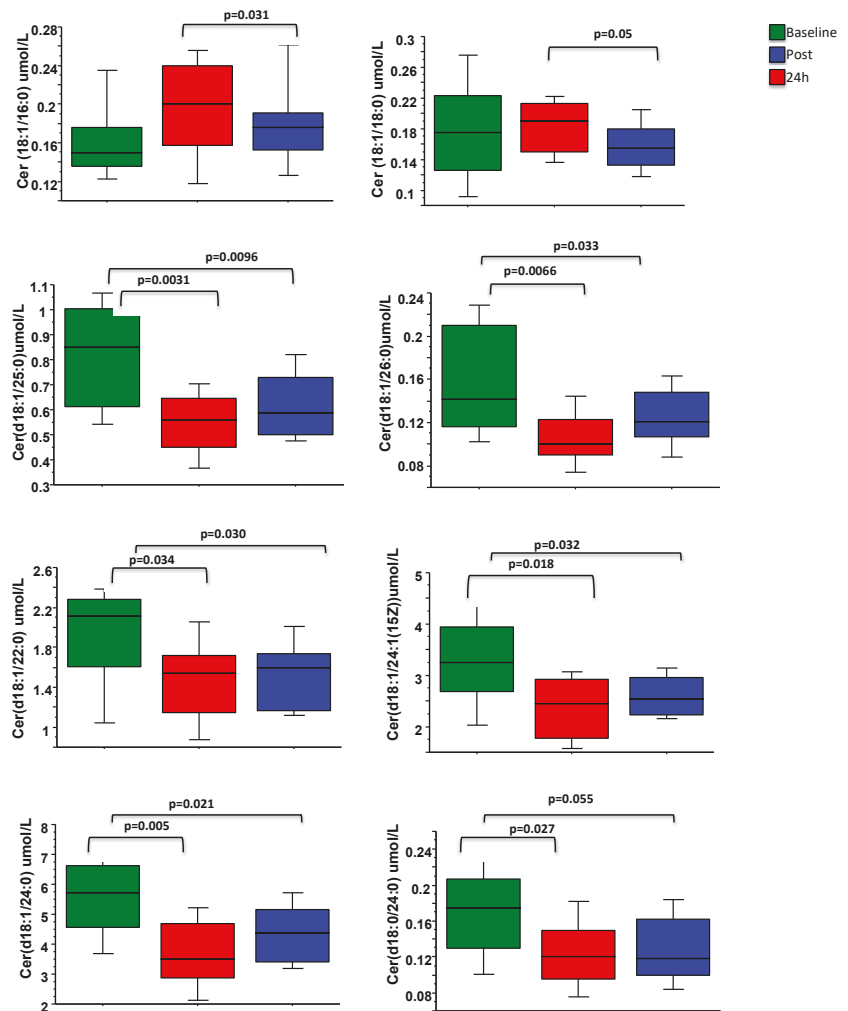 Baseline
Post
24h
p=0.031
0.28
0.24
0.2
0.16
0.12
Cer (18:1/16:0) umol/L
p=0.05
0.3
0.22
0.18
0.14
0.1
Cer (18:1/18:0) umol/L
p=0.0096
p=0.0031
1.1
1
0.9
0.8
0.7
0.6
0.5
0.3
Cer(d18:1/25:0)umol/L
p=0.033
p=0.0066
0.24
0.2
0.16
0.12
0.08
Cer(d18:1/26:0)umol/L
p=0.030
p=0.034
2.6
2.2
1.8
1.4
1
Cer(d18:1/22:0) umol/L
p=0.032
p=0.018
5
4
3
2
Cer(d18:1/24:1(15Z))umol/L
p=0.021
p=0.005
8
7
6
5
4
3
2
Cer(d18:1/24:0) umol/L
p=0.055
p=0.027
0.24
0.2
0.16
0.12
0.08
Cer(d18:0/24:0) umol/L